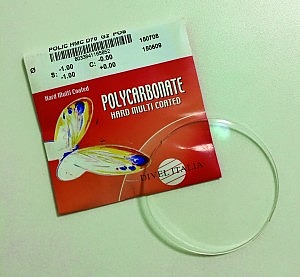 POLIC HMC D70 G2 POS
8033941165952
180708
180609
Ø
S: -1.00 C: -0.00
-1.00 +0.00
Hard Multi Coated
POLYCARBONATE
HARD MULTI COATED
DIVEL ITALIA